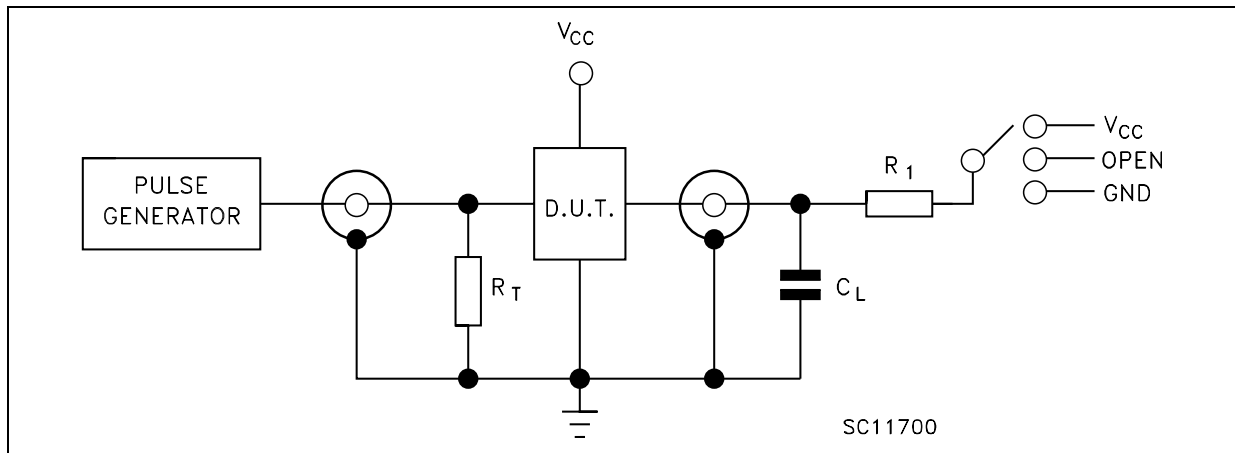 VCC
PULSE
GENERATOR
D.U.T.
RT
CL
R1
VCC
OPEN
GND
SC11700